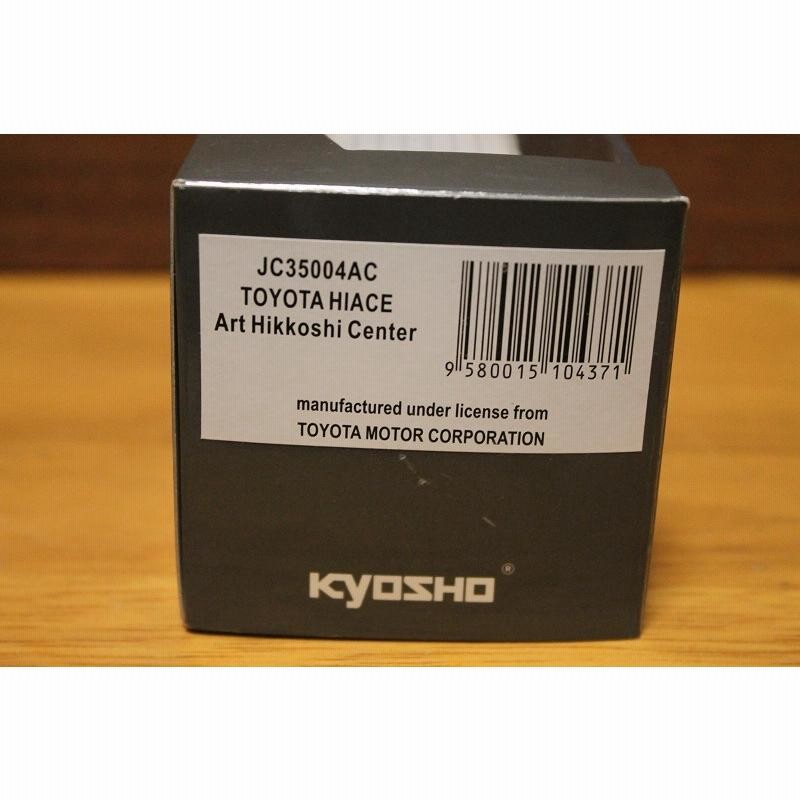 JC35004AC
TOYOTA HIACE
Art Hikkoshi Center
9 580015 104371
manufactured under license from
TOYOTA MOTOR CORPORATION
KYOSHO ®